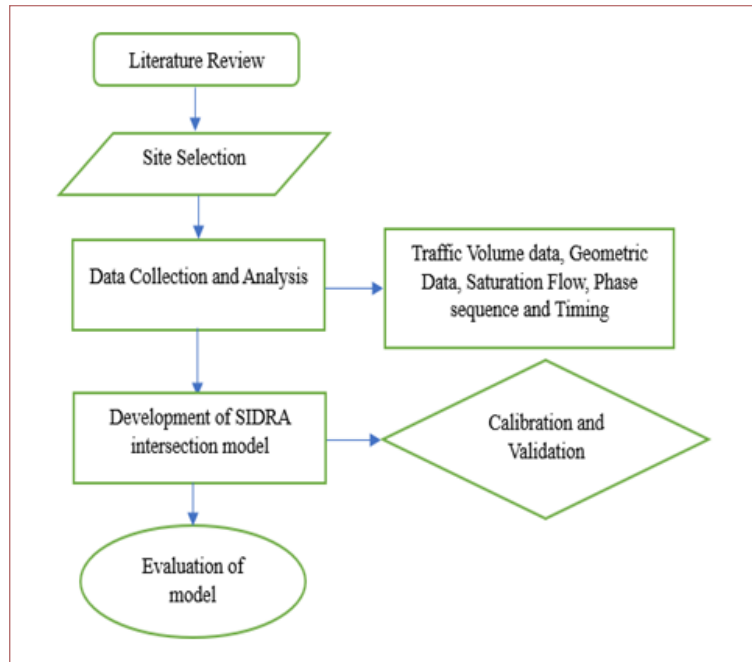 Literature Review
Site Selection
Data Collection and Analysis
Traffic Volume data, Geometric
Data, Saturation Flow, Phase
sequence and Timing
Development of SIDRA
intersection model
Calibration and
Validation
Evaluation of
model